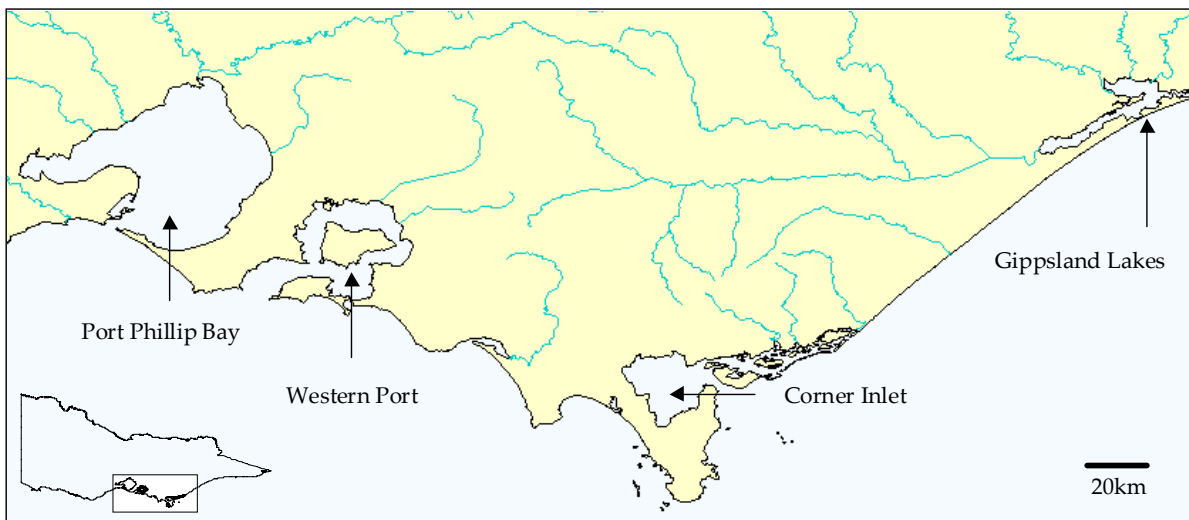 Gippsland Lakes
Port Phillip Bay
Western Port
Corner Inlet
20km